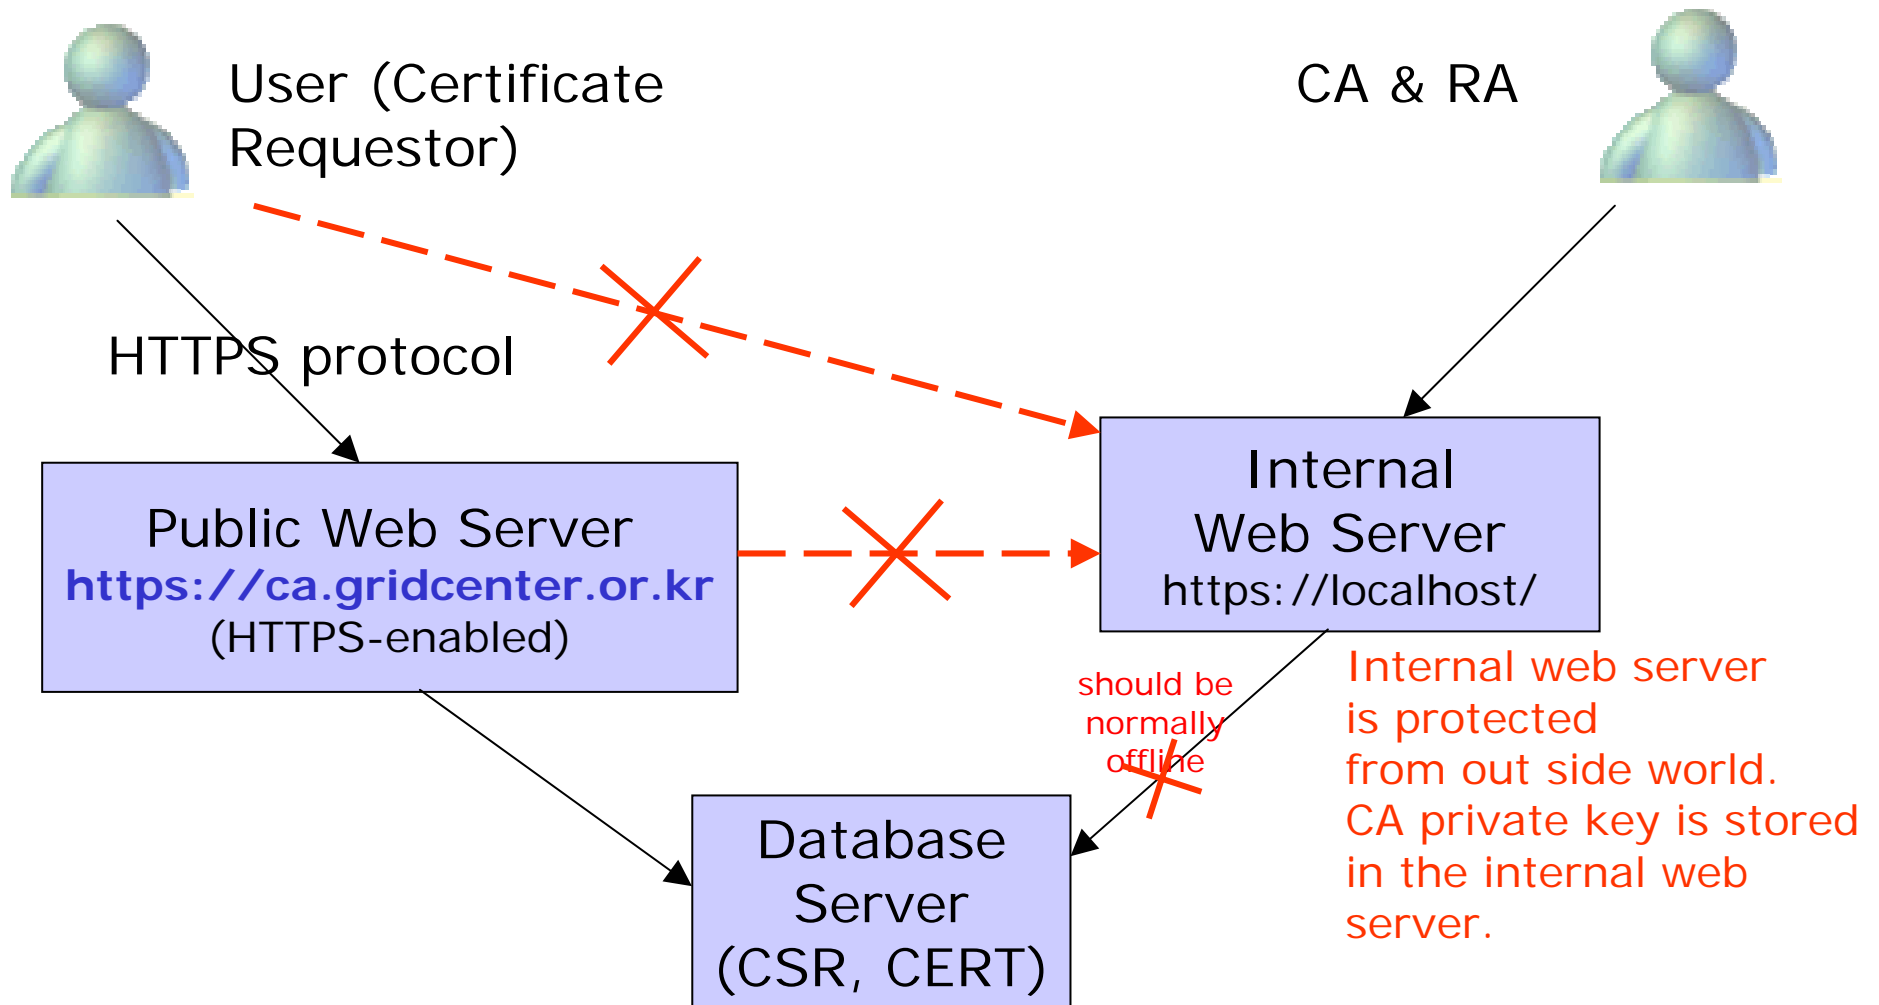 User (Certificate
Requestor)
CA & RA
HTTPS protocol
Public Web Server
https://ca.gridcenter.or.kr
(HTTPS-enabled)
Internal
Web Server
https://localhost/
should be
normally
offline
Internal web server
is protected
from out side world.
CA private key is stored
in the internal web
server.
Database
Server
(CSR, CERT)